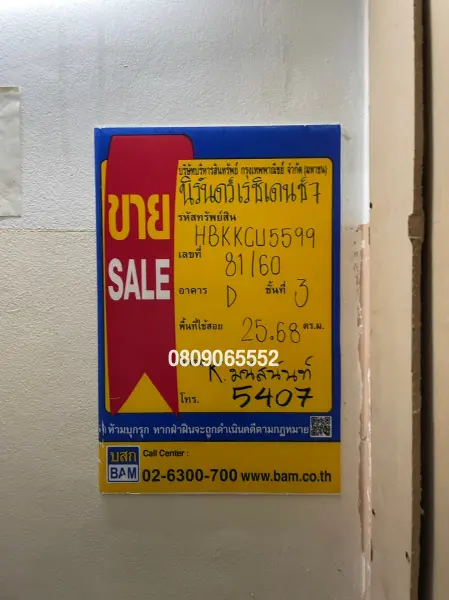 บริษัทบริหารสินทรัพย์ กรุงเทพพาณิชย์ จำกัด (มหาชน)
นิรันดร์เรซิเดนซ์ 7
ขาย
SALE
รหัสทรัพย์สิน
HBKKCU5599
เลขที่ 81/60
อาคาร D ชั้นที่ 3
พื้นที่ใช้สอย 25.68 ตร.ม.
0809065552
K. มนสนันท์
โทร. 5407
ห้ามบุกรุก หากฝ่าฝืนจะถูกดำเนินคดีตามกฎหมาย
บสก
BAM
Call Center :
02-6300-700 www.bam.co.th